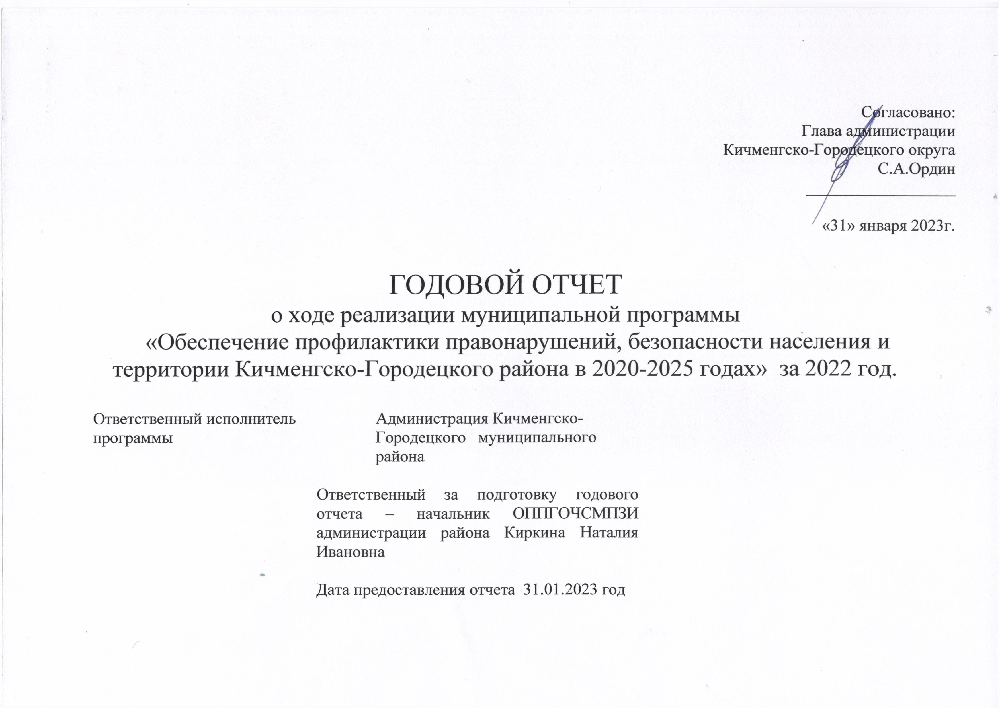 Согласовано:
Глава администрации
Кичменгско-Городецкого округа
С.А.Ордин
«31» января 2023г.
ГОДОВОЙ ОТЧЕТ
о ходе реализации муниципальной программы
«Обеспечение профилактики правонарушений, безопасности населения и
территории Кичменгско-Городецкого района в 2020-2025 годах» за 2022 год.
Ответственный исполнитель
программы
Администрация Кичменгско-
Городецкого муниципального
района
Ответственный за подготовку годового
отчета – начальник ОППГОЧСМПЗИ
администрации района Киркина Наталия
Ивановна
Дата предоставления отчета 31.01.2023 год